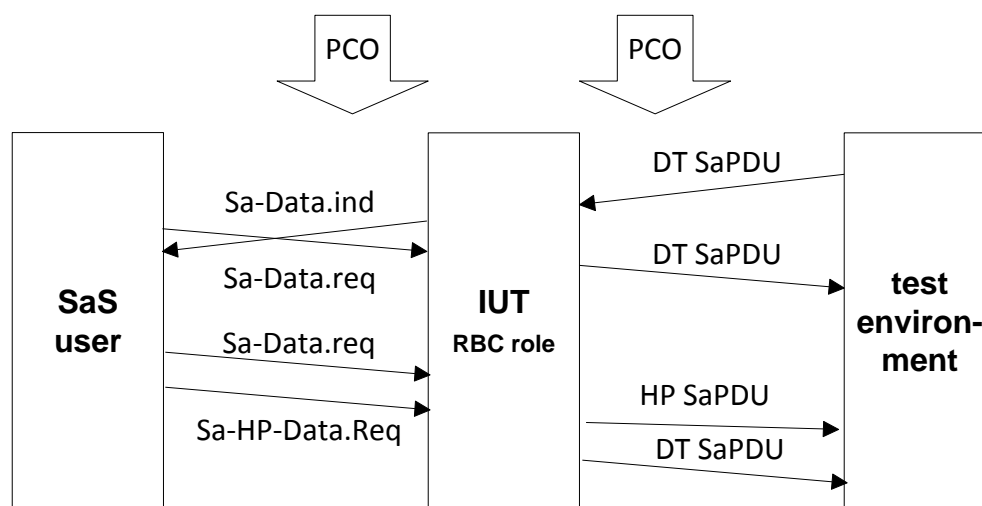 PCO
PCO
DT SaPDU
Sa-Data.ind
DT SaPDU
Sa-Data.req
SaS
user
IUT
RBC role
test
environ-
ment
Sa-Data.req
HP SaPDU
Sa-HP-Data.Req
DT SaPDU